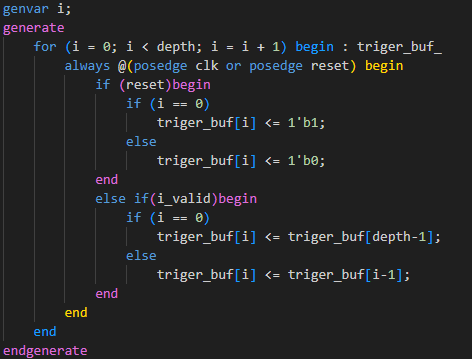 genvar i;
generate
    for (i = 0; i < depth; i = i + 1) begin : triger_buf_
        always @(posedge clk or posedge reset) begin
            if (reset)begin
                if (i == 0)
                    triger_buf[i] <= 1'b1;
                else
                    triger_buf[i] <= 1'b0;
            end
            else if(i_valid)begin
                if (i == 0)
                    triger_buf[i] <= triger_buf[depth-1];
                else
                    triger_buf[i] <= triger_buf[i-1];
            end
        end
    end
endgenerate